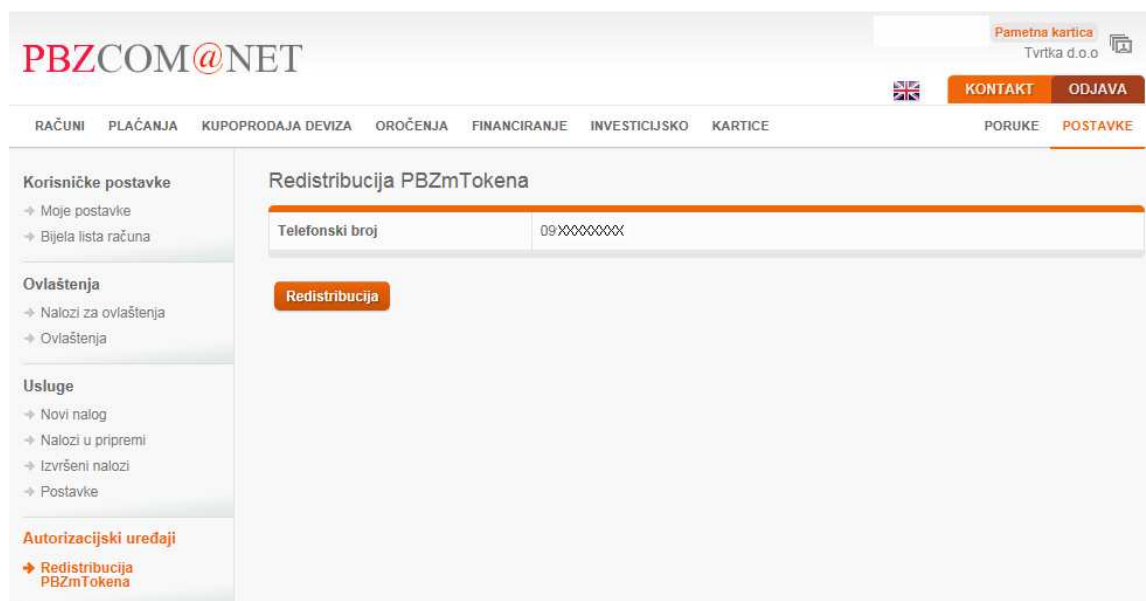 Pametna kartica
Tvrtka d.o.o
PBZCOM@NET
KONTAKT ODJAVA
RAČUNI PLAĆANJA KUPOPRODAJA DEVIZA OROČENJA FINANCIRANJE INVESTICIJSKO KARTICE PORUKE POSTAVKE
Korisničke postavke
Moje postavke
Bijela lista računa
Ovlaštenja
Nalozi za ovlaštenja
Ovlaštenja
Usluge
Novi nalog
Nalozi u pripremi
Izvršeni nalozi
Postavke
Autorizacijski uređaji
Redistribucija
PBZmTokena
Redistribucija PBZmTokena
Telefonski broj 09XXXXXXXX
Redistribucija